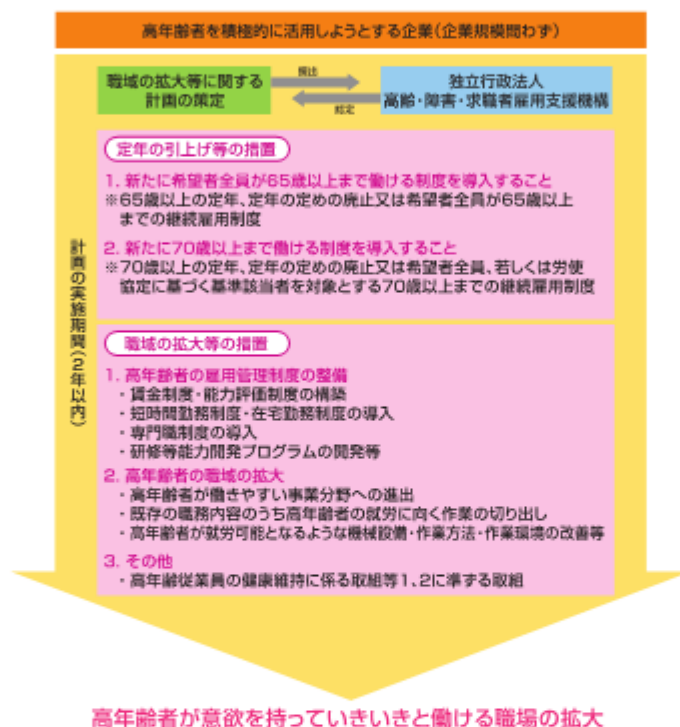 高年齢者を積極的に活用しようとする企業(企業規模問わず)
職域の拡大等に関する
計画の策定
提出
認定
独立行政法人
高齢・障害・求職者雇用支援機構
計画の実施期間(2年以内)
定年の引上げ等の措置
1. 新たに希望者全員が65歳以上まで働ける制度を導入すること
※65歳以上の定年、定年の定めの廃止又は希望者全員が65歳以上
までの継続雇用制度
2. 新たに70歳以上まで働ける制度を導入すること
※70歳以上の定年、定年の定めの廃止又は希望者全員、若しくは労使
協定に基づく基準該当者を対象とする70歳以上までの継続雇用制度
職域の拡大等の措置
1. 高年齢者の雇用管理制度の整備
・賃金制度・能力評価制度の構築
・短時間勤務制度・在宅勤務制度の導入
・専門職制度の導入
・研修等能力開発プログラムの開発等
2. 高年齢者の職域の拡大
・高年齢者が働きやすい事業分野への進出
・既存の職務内容のうち高年齢者の就労に向く作業の切り出し
・高年齢者が就労可能となるような機械設備・作業方法・作業環境の改善等
3. その他
・高年齢従業員の健康維持に係る取組等1、2に準ずる取組
高年齢者が意欲を持っていきいきと働ける職場の拡大